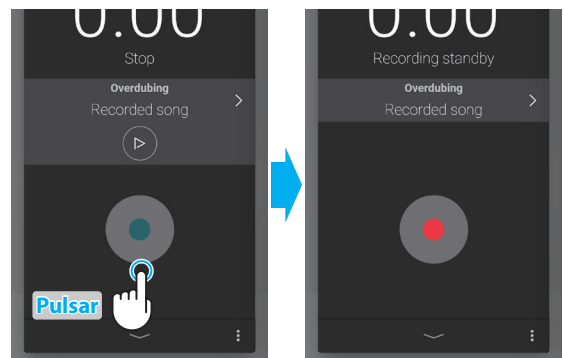 0.00
Stop
Overdubing
Recorded song
Pulsar
0.00
Recording standby
Overdubing
Recorded song